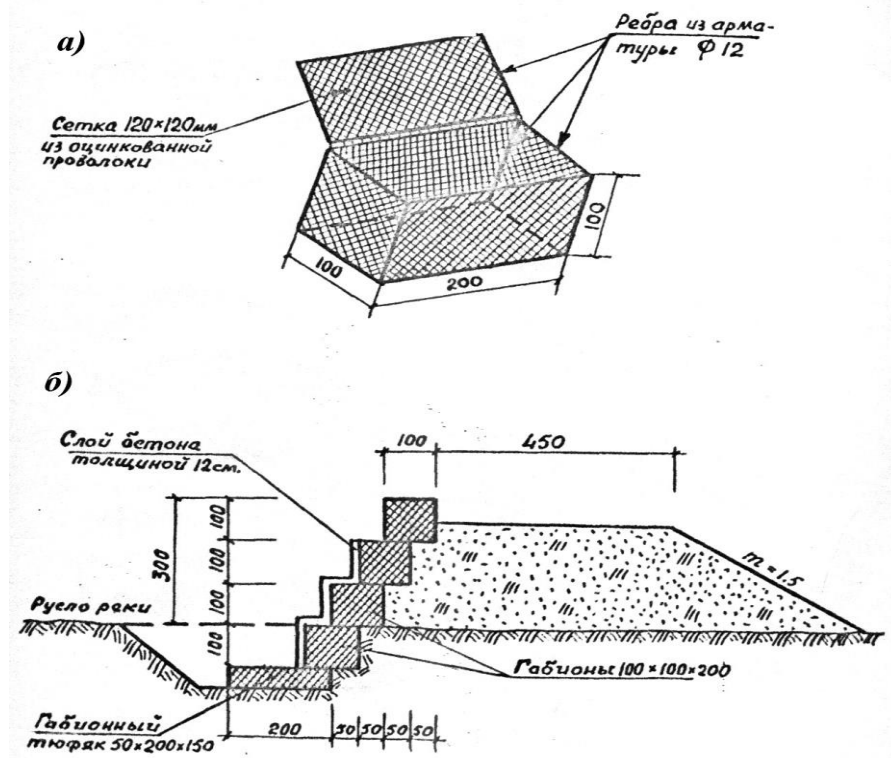 а)
Ребра из арма-
туры Ф 12
Сетка 120×120мм
из оцинкованной
проволоки
100
100
200
б)
Слой бетона
толщиной 12см.
100
450
300
100
100
100
100
m = 1.5
Русло реки
Габионы 100×100×200
Габионный
тюфяк 50×200×150
200
30
50
50
50